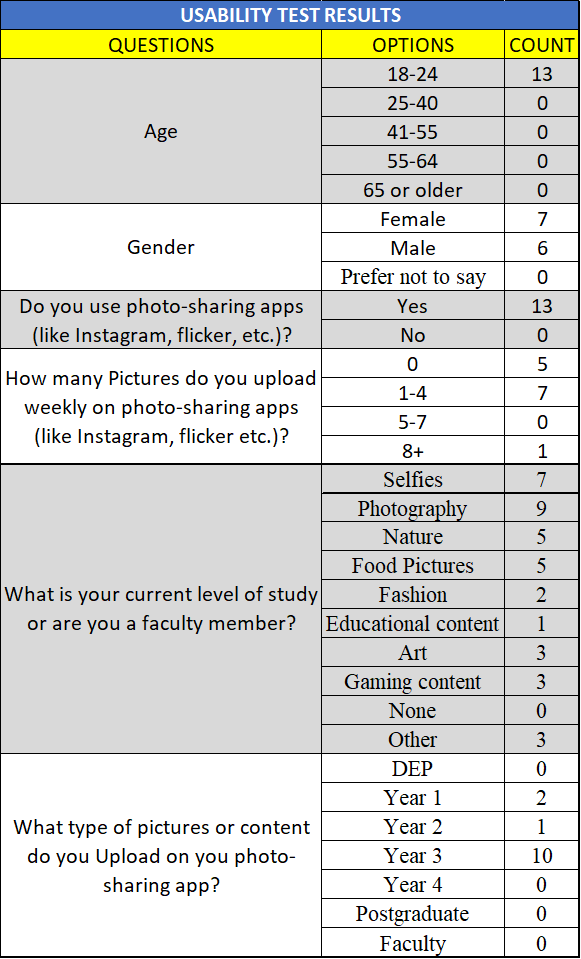 USABILITY TEST RESULTS
QUESTIONS OPTIONS COUNT
Age
18-24 13
25-40 0
41-55 0
55-64 0
65 or older 0
Gender
Female 7
Male 6
Prefer not to say 0
Do you use photo-sharing apps
(like Instagram, flicker, etc.)?
Yes 13
No 0
How many Pictures do you upload
weekly on photo-sharing apps
(like Instagram, flicker etc.)?
0 5
1-4 7
5-7 0
8+ 1
What is your current level of study
or are you a faculty member?
Selfies 7
Photography 9
Nature 5
Food Pictures 5
Fashion 2
Educational content 1
Art 3
Gaming content 3
None 0
Other 3
What type of pictures or content
do you Upload on you photo-
sharing app?
DEP 0
Year 1 2
Year 2 1
Year 3 10
Year 4 0
Postgraduate 0
Faculty 0